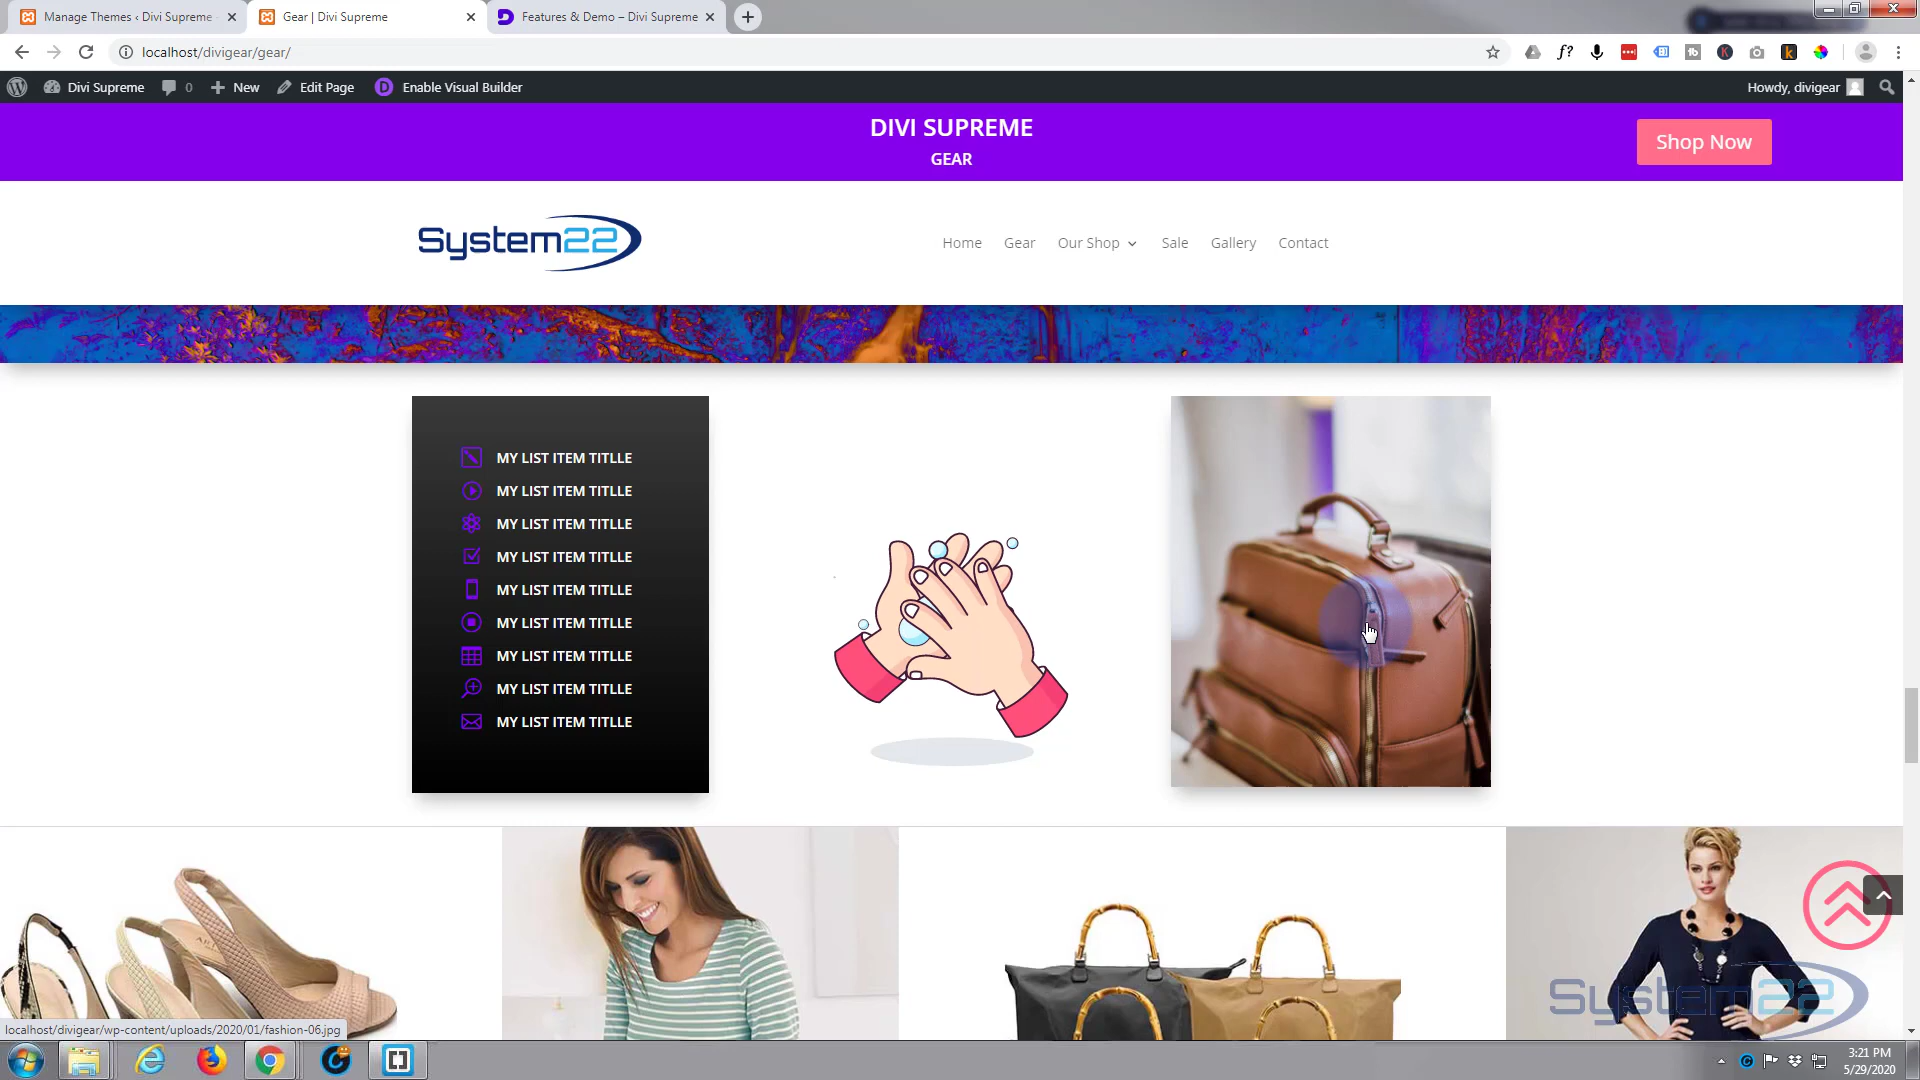 Manage Themes ‹ Divi Supreme
Gear | Divi Supreme
Features & Demo – Divi Supreme
localhost/divigear/gear/
f?
Divi Supreme
0
New
Edit Page
Enable Visual Builder
Howdy, divigear
DIVI SUPREME
GEAR
Shop Now
System22
Home
Gear
Our Shop
Sale
Gallery
Contact
MY LIST ITEM TITLLE
MY LIST ITEM TITLLE
MY LIST ITEM TITLLE
MY LIST ITEM TITLLE
MY LIST ITEM TITLLE
MY LIST ITEM TITLLE
MY LIST ITEM TITLLE
MY LIST ITEM TITLLE
MY LIST ITEM TITLLE
System22
localhost/divigear/wp-content/uploads/2020/01/fashion-06.jpg
3:21 PM
5/29/2020